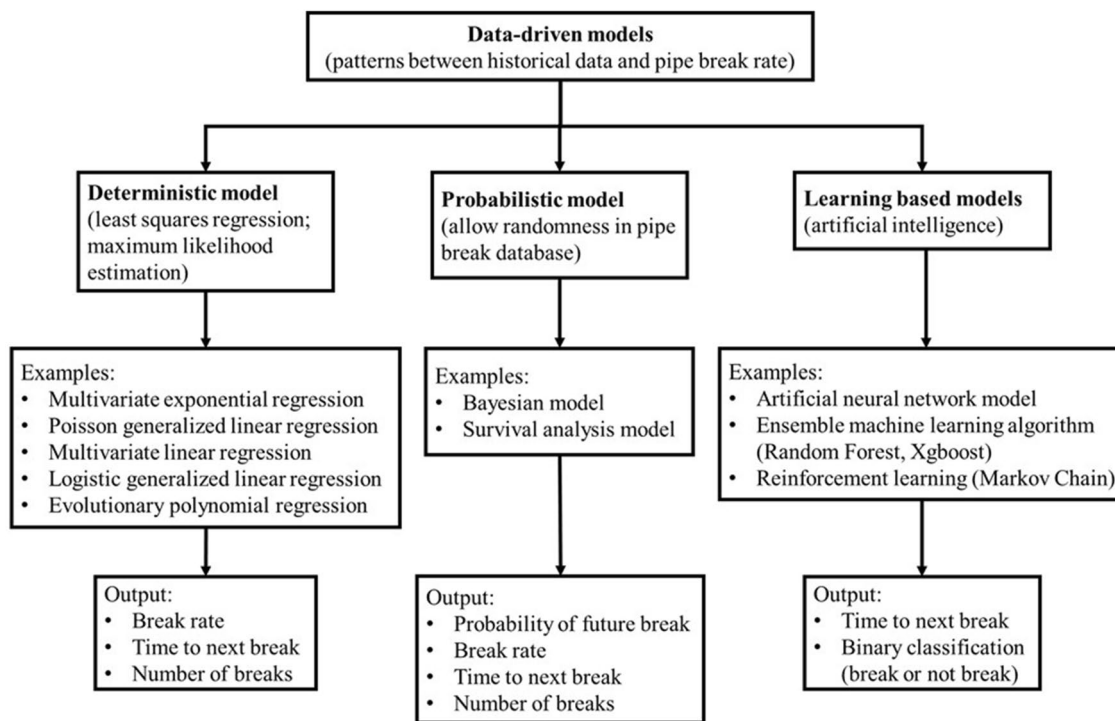 Data-driven models
(patterns between historical data and pipe break rate)
Deterministic model
(least squares regression;
maximum likelihood
estimation)
Probabilistic model
(allow randomness in pipe
break database)
Learning based models
(artificial intelligence)
Examples:
• Multivariate exponential regression
• Poisson generalized linear regression
• Multivariate linear regression
• Logistic generalized linear regression
• Evolutionary polynomial regression
Examples:
• Bayesian model
• Survival analysis model
Examples:
• Artificial neural network model
• Ensemble machine learning algorithm
(Random Forest, Xgboost)
• Reinforcement learning (Markov Chain)
Output:
• Break rate
• Time to next break
• Number of breaks
Output:
• Probability of future break
• Break rate
• Time to next break
• Number of breaks
Output:
• Time to next break
• Binary classification
(break or not break)